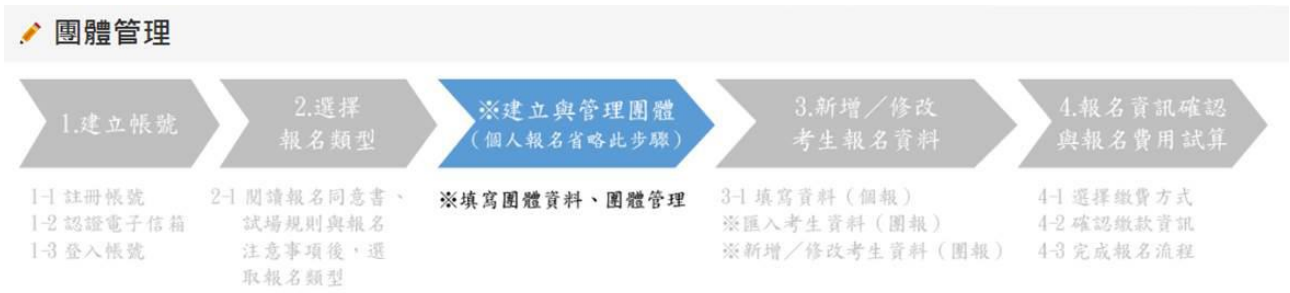 團體管理
1.建立帳號
2.選擇
報名類型
※建立與管理團體
(個人報名省略此步驟)
3.新增／修改
考生報名資料
4.報名資訊確認
與報名費用試算
1-1 註冊帳號
1-2 認證電子信箱
1-3 登入帳號
2-1 閱讀報名同意書、
試場規則與報名
注意事項後，選
取報名類型
※填寫團體資料、團體管理
3-1 填寫資料（個報）
※匯入考生資料（團報）
※新增／修改考生資料（團報）
4-1 選擇繳費方式
4-2 確認繳款資訊
4-3 完成報名流程